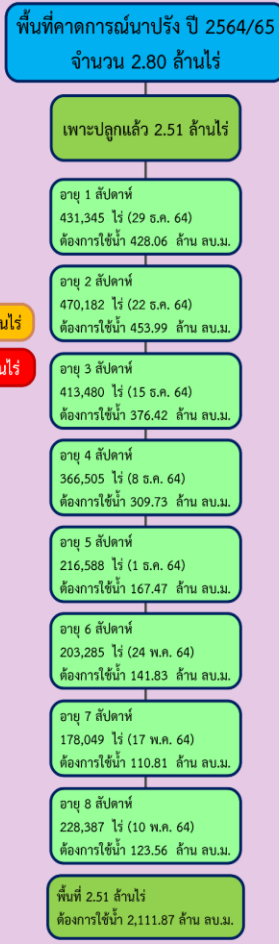 พื้นที่คาดการณ์นาปรัง ปี 2564/65
จำนวน 2.80 ล้านไร่
เพาะปลูกแล้ว 2.51 ล้านไร่
อายุ 1 สัปดาห์
431,345 ไร่ (29 ธ.ค. 64)
ต้องการใช้น้ำ 428.06 ล้าน ลบ.ม.
อายุ 2 สัปดาห์
470,182 ไร่ (22 ธ.ค. 64)
ต้องการใช้น้ำ 453.99 ล้าน ลบ.ม.
นไร่
อายุ 3 สัปดาห์
413,480 ไร่ (15 ธ.ค. 64)
ต้องการใช้น้ำ 376.42 ล้าน ลบ.ม.
นไร่
อายุ 4 สัปดาห์
366,505 ไร่ (8 ธ.ค. 64)
ต้องการใช้น้ำ 309.73 ล้าน ลบ.ม.
อายุ 5 สัปดาห์
216,588 ไร่ (1 ธ.ค. 64)
ต้องการใช้น้ำ 167.47 ล้าน ลบ.ม.
อายุ 6 สัปดาห์
203,285 ไร่ (24 พ.ค. 64)
ต้องการใช้น้ำ 141.83 ล้าน ลบ.ม.
อายุ 7 สัปดาห์
178,049 ไร่ (17 พ.ค. 64)
ต้องการใช้น้ำ 110.81 ล้าน ลบ.ม.
อายุ 8 สัปดาห์
228,387 ไร่ (10 พ.ค. 64)
ต้องการใช้น้ำ 123.56 ล้าน ลบ.ม.
พื้นที่ 2.51 ล้านไร่
ต้องการใช้น้ำ 2,111.87 ล้าน ลบ.ม.